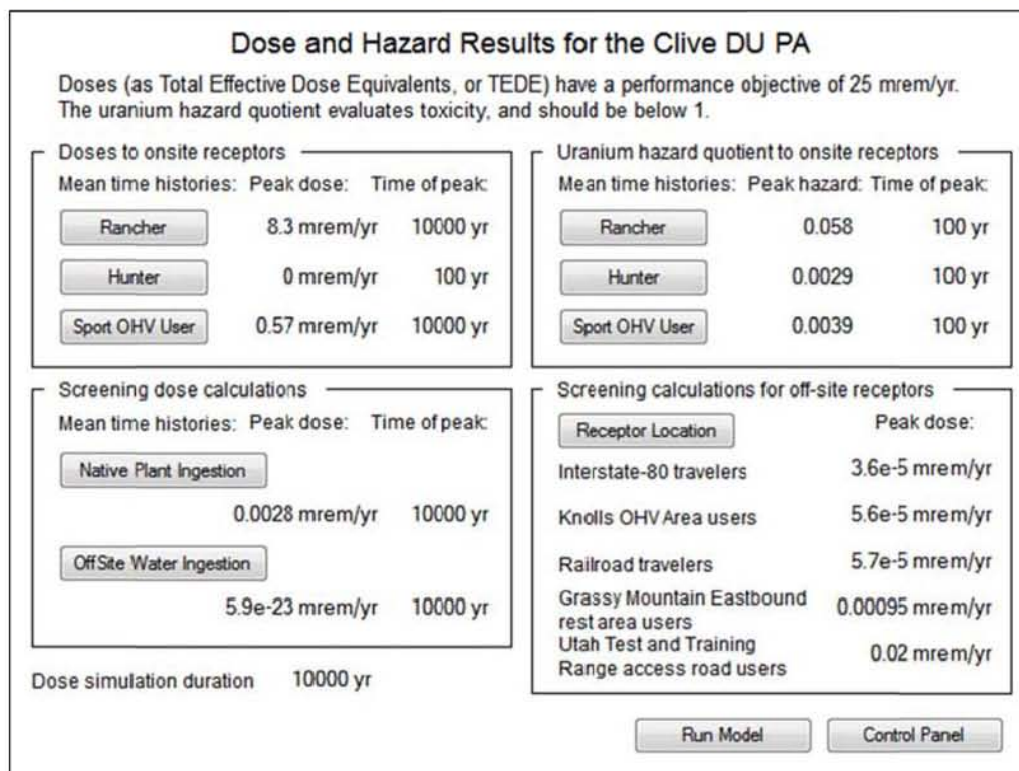 Dose and Hazard Results for the Clive DU PA
Doses (as Total Effective Dose Equivalents, or TEDE) have a performance objective of 25 mrem/yr.
The uranium hazard quotient evaluates toxicity, and should be below 1.
Doses to onsite receptors
Mean time histories: Peak dose: Time of peak:
Rancher 8.3 mrem/yr 10000 yr
Hunter 0 mrem/yr 100 yr
Sport OHV User 0.57 mrem/yr 10000 yr
Uranium hazard quotient to onsite receptors
Mean time histories: Peak hazard: Time of peak:
Rancher 0.058 100 yr
Hunter 0.0029 100 yr
Sport OHV User 0.0039 100 yr
Screening dose calculations
Mean time histories: Peak dose: Time of peak:
Native Plant Ingestion
0.0028 mrem/yr 10000 yr
OffSite Water Ingestion
5.9e-23 mrem/yr 10000 yr
Screening calculations for off-site receptors
Receptor Location Peak dose:
Interstate-80 travelers 3.6e-5 mrem/yr
Knolls OHV Area users 5.6e-5 mrem/yr
Railroad travelers 5.7e-5 mrem/yr
Grassy Mountain Eastbound
rest area users 0.00095 mrem/yr
Utah Test and Training
Range access road users 0.02 mrem/yr
Dose simulation duration 10000 yr
Run Model Control Panel